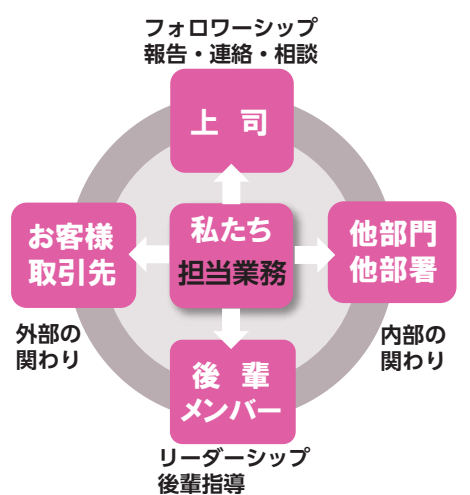 フォロワーシップ
報告・連絡・相談
上 司
お客様
取引先
私たち
担当業務
他部門
他部署
外部の
関わり
内部の
関わり
後 輩
メンバー
リーダーシップ
後輩指導